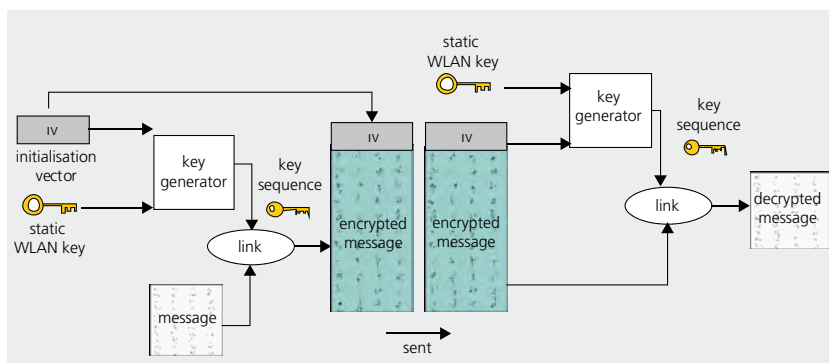 IV
initialisation
vector
static
WLAN key
key
generator
key
sequence
link
message
IV
encrypted
message
IV
encrypted
message
sent
static
WLAN key
key
generator
key
sequence
link
decrypted
message